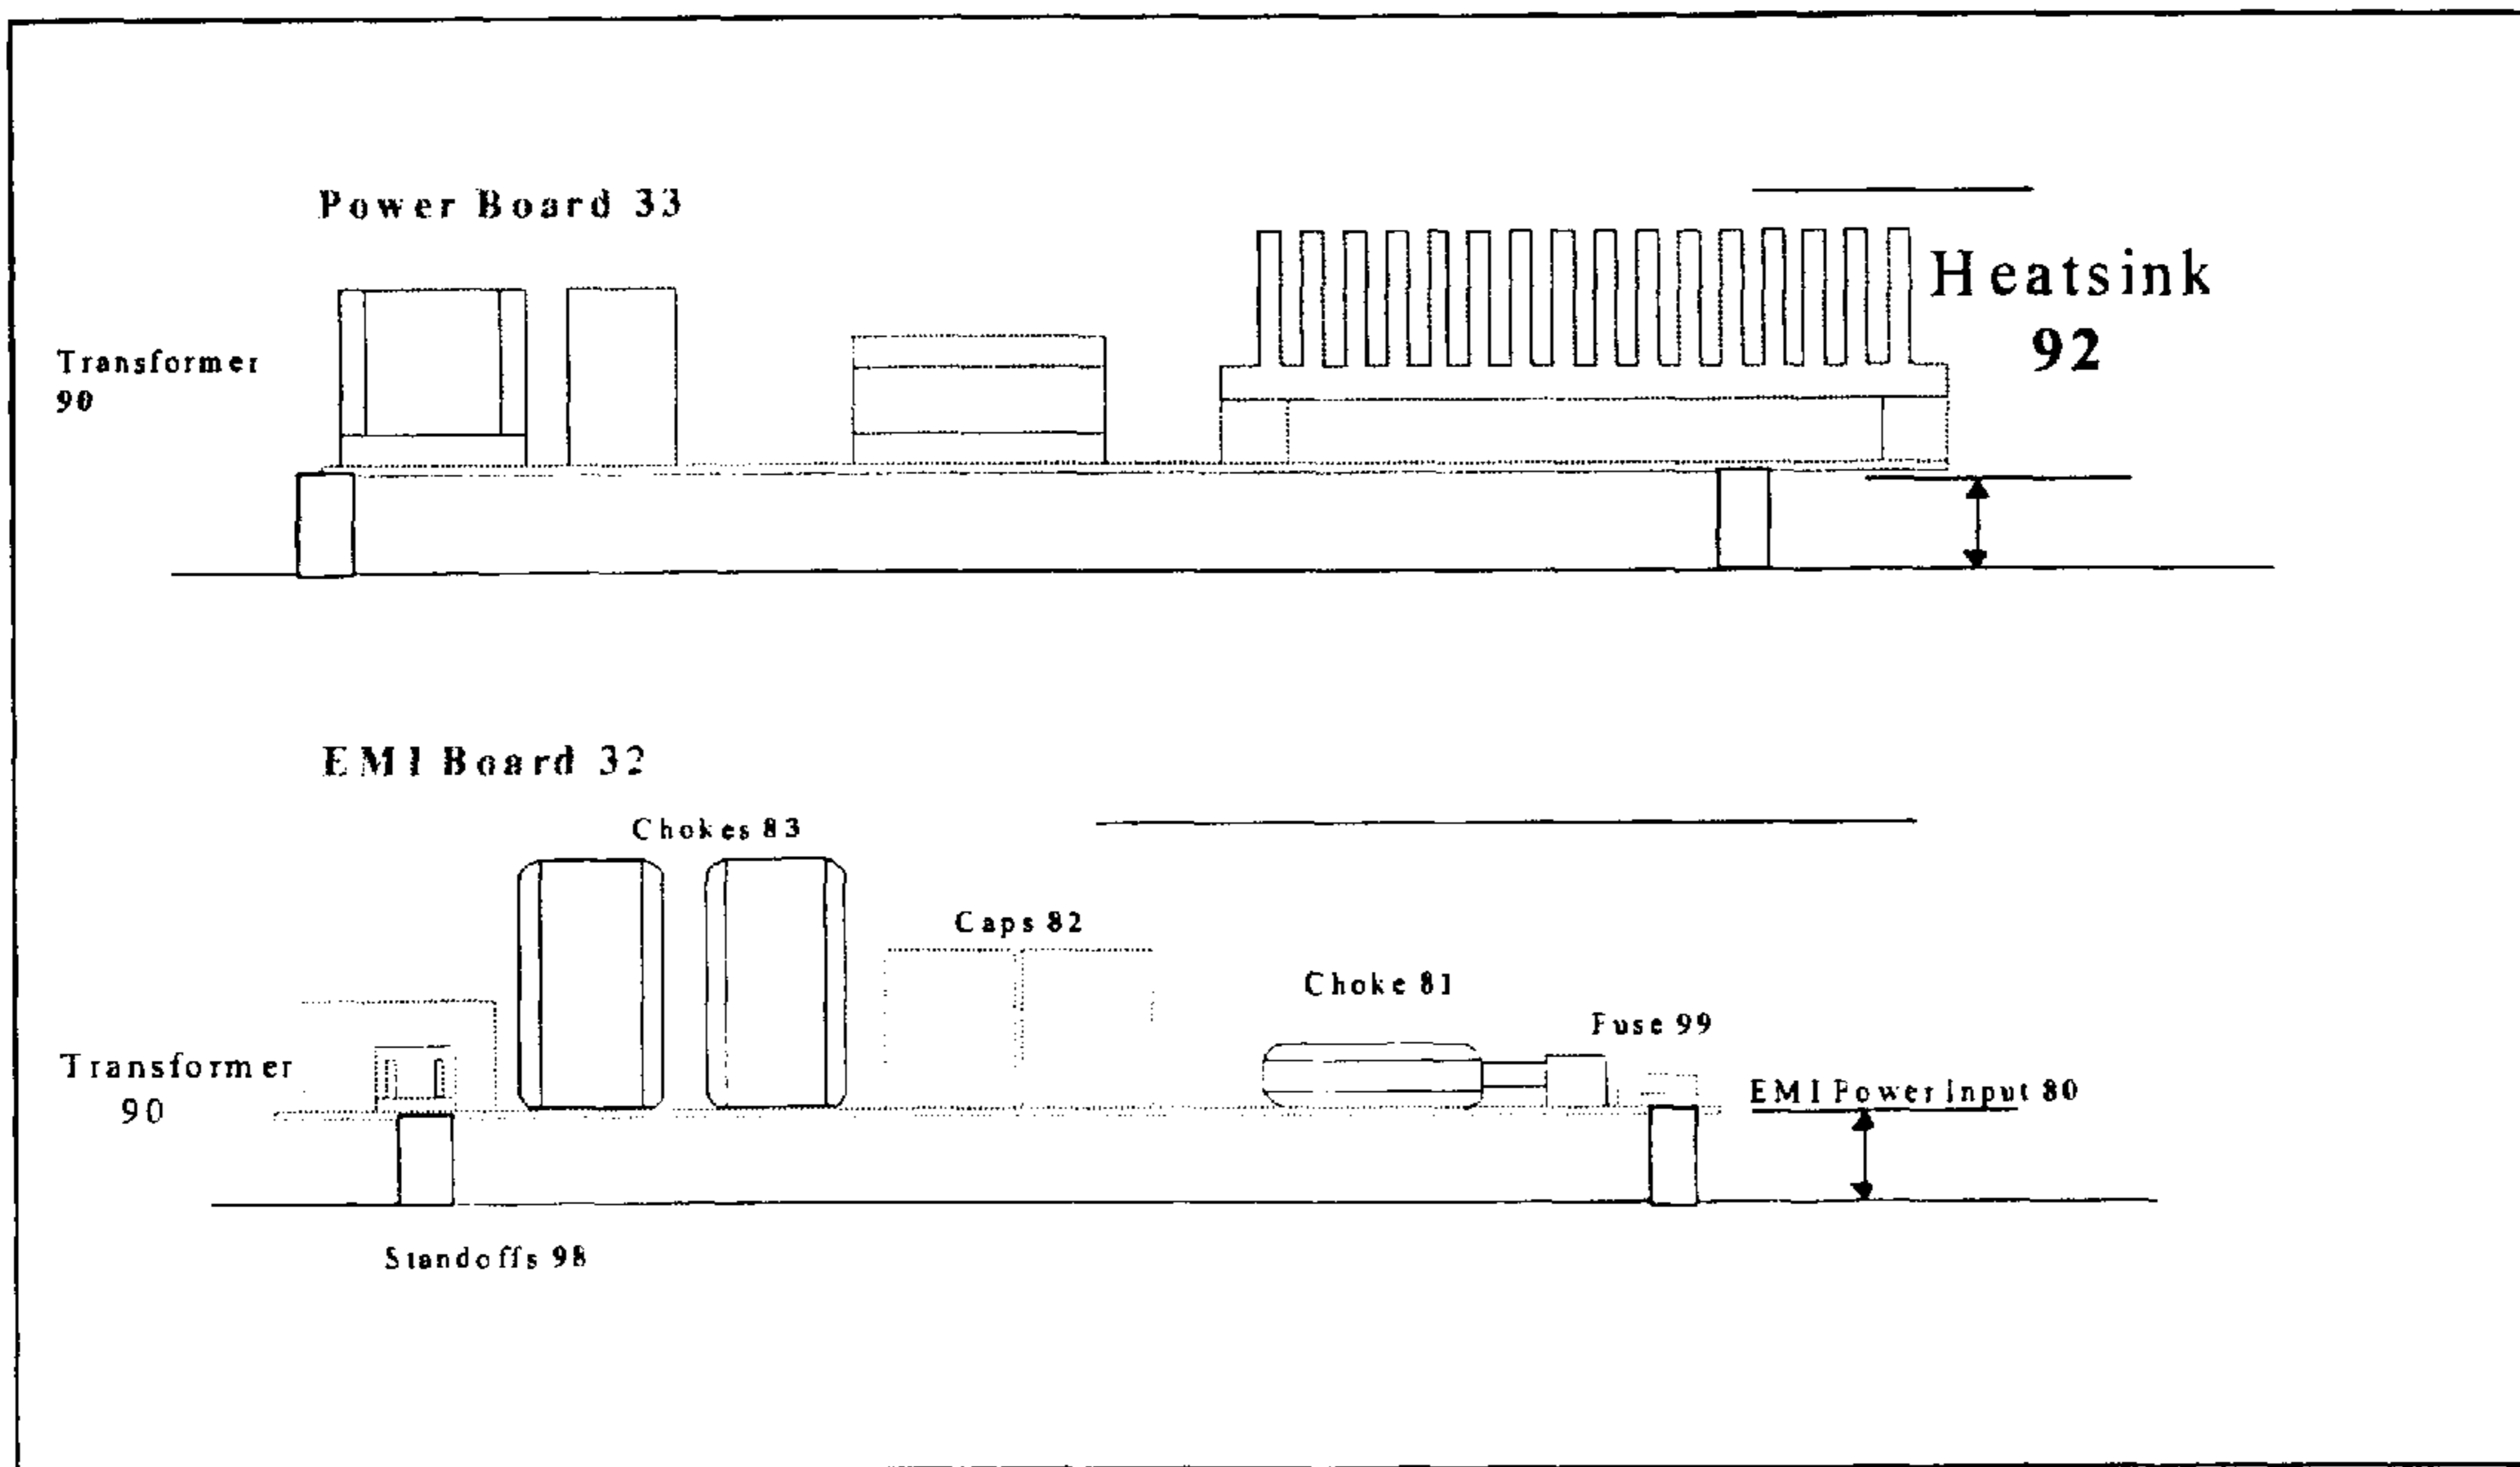 Power Board 33
Heatsink
92
Transformer
90
EMI Board 32
Chokes 83
Caps 82
Choke 81
Fuse 99
Transformer
90
EMI Power Input 80
Standoffs 98